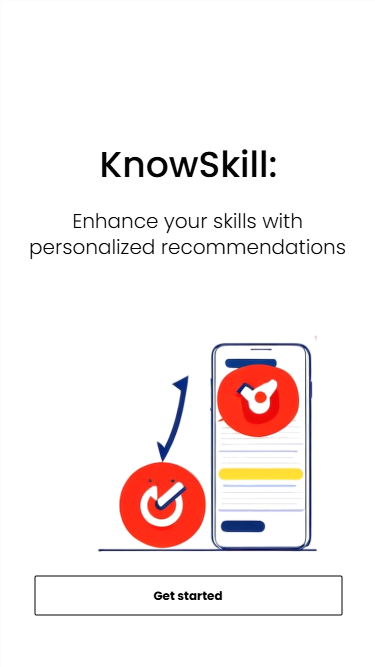 KnowSkill:
Enhance your skills with
personalized recommendations
Get started